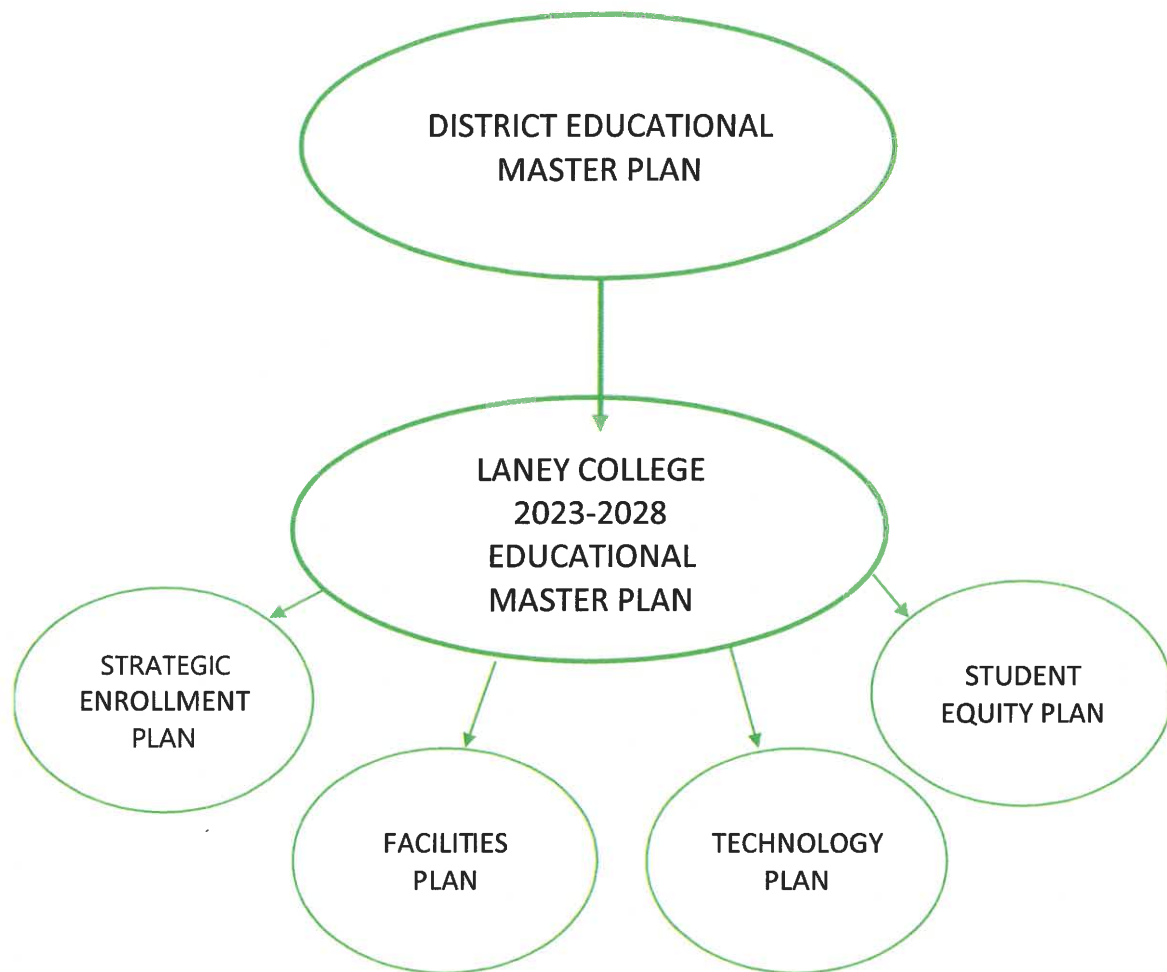 DISTRICT EDUCATIONAL
MASTER PLAN
LANEY COLLEGE
2023-2028
EDUCATIONAL
MASTER PLAN
STRATEGIC
ENROLLMENT
PLAN
FACILITIES
PLAN
TECHNOLOGY
PLAN
STUDENT
EQUITY PLAN